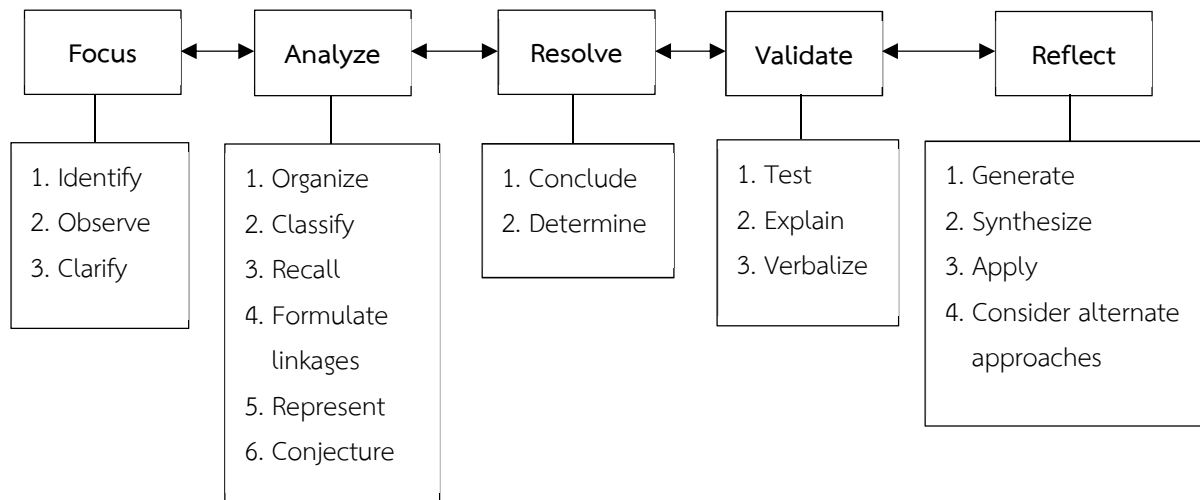 Focus
Analyze
Resolve
Validate
Reflect
1. Identify
2. Observe
3. Clarify
1. Organize
2. Classify
3. Recall
4. Formulate
linkages
5. Represent
6. Conjecture
1. Conclude
2. Determine
1. Test
2. Explain
3. Verbalize
1. Generate
2. Synthesize
3. Apply
4. Consider alternate
approaches